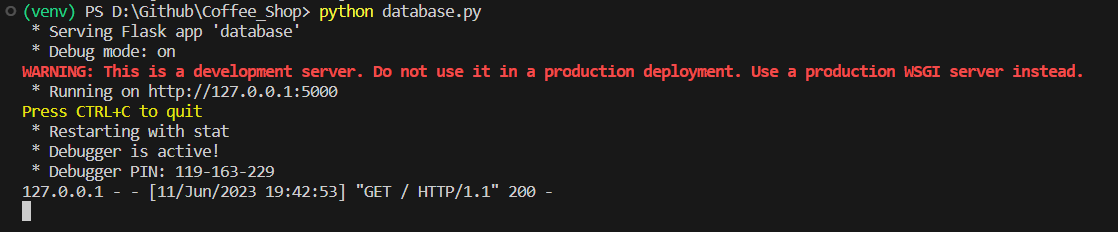 (venv) PS D:\Github\Coffee_Shop> python database.py
 * Serving Flask app 'database'
 * Debug mode: on
WARNING: This is a development server. Do not use it in a production deployment. Use a production WSGI server instead.
 * Running on http://127.0.0.1:5000
Press CTRL+C to quit
 * Restarting with stat
 * Debugger is active!
 * Debugger PIN: 119-163-229
127.0.0.1 - - [11/Jun/2023 19:42:53] "GET / HTTP/1.1" 200 -